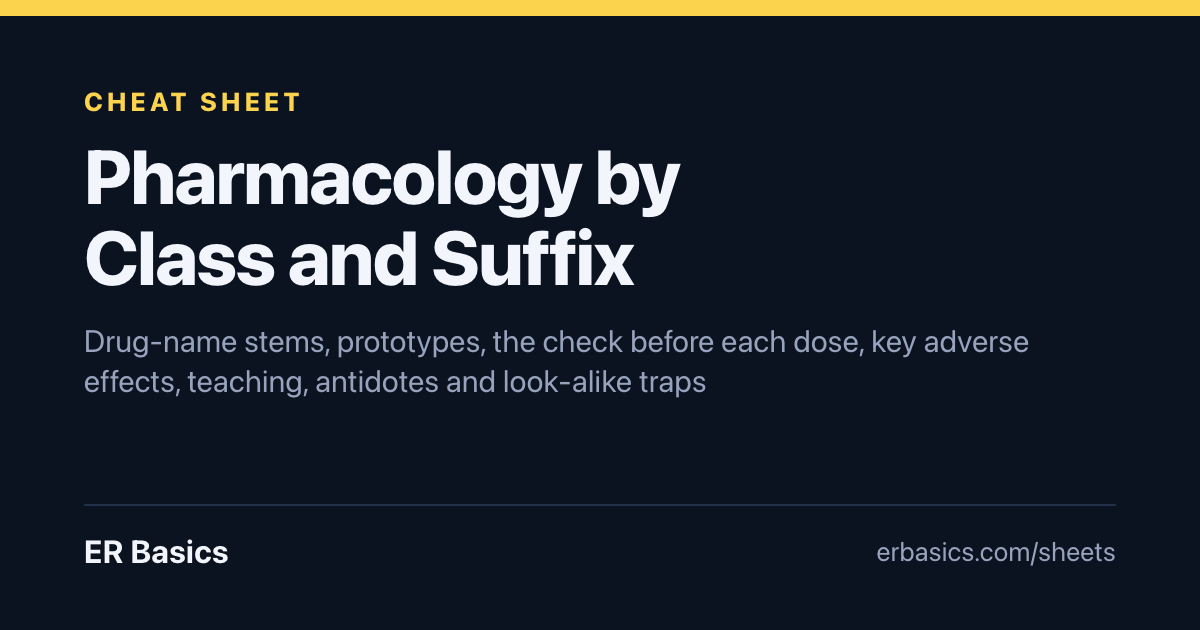 CHEAT SHEET
Pharmacology by
Class and Suffix
Drug-name stems, prototypes, the check before each dose, key adverse
effects, teaching, antidotes and look-alike traps
ER Basics
erbasics.com/sheets